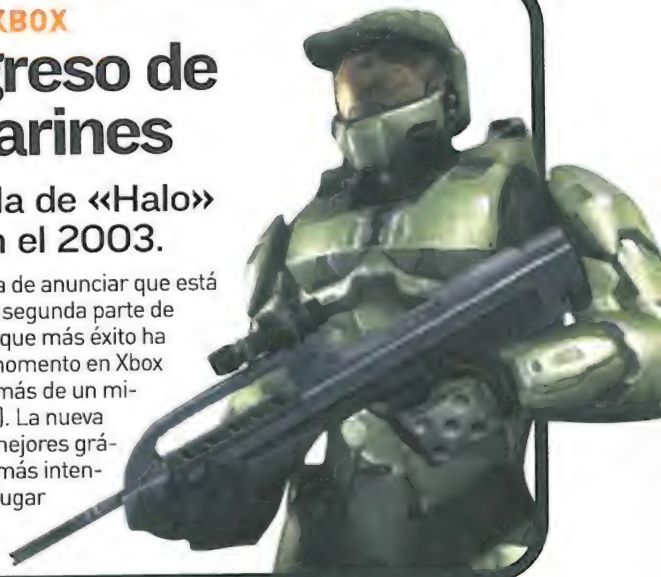 XBOX
greso de
arines
la de «Halo»
n el 2003.
a de anunciar que está
segunda parte de
que más éxito ha
momento en Xbox
más de un mi-
). La nueva
mejores grá-
más inten-
ugar